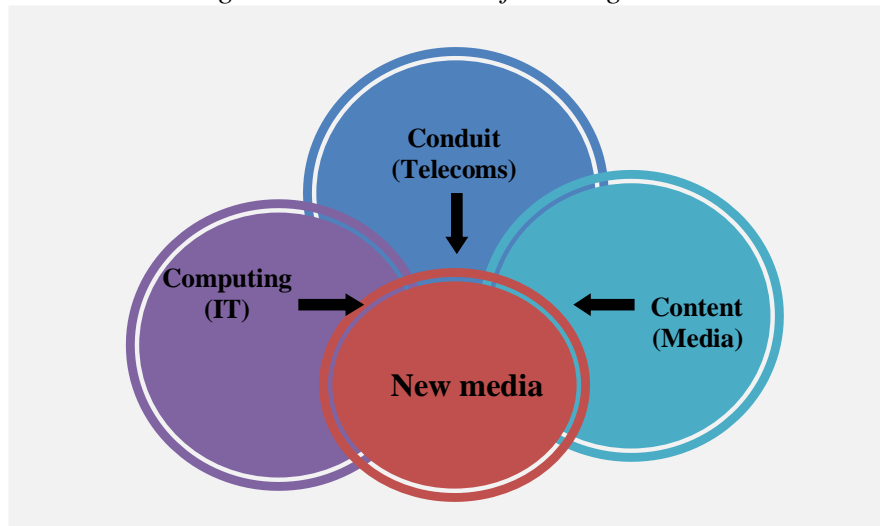 Conduit
(Telecoms)
Computing
(IT)
Content
(Media)
New media